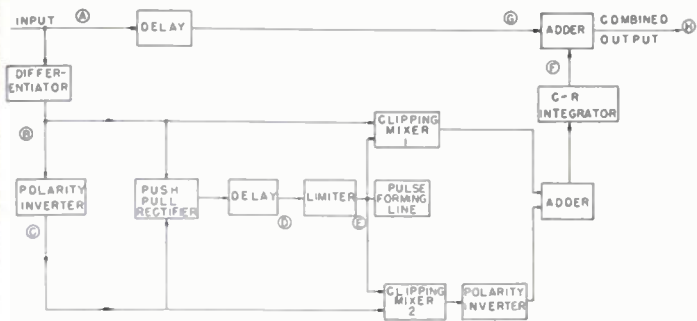 INPUT
A
DELAY
G
ADDER
COMBINED
OUTPUT
H
DIFFER-
ENTIATOR
F
C-R
INTEGRATOR
B
CLIPPING
MIXER
1
POLARITY
INVERTER
PUSH
PULL
RECTIFIER
DELAY
D
LIMITER
E
PULSE
FORMING
LINE
ADDER
C
CLIPPING
MIXER
2
POLARITY
INVERTER